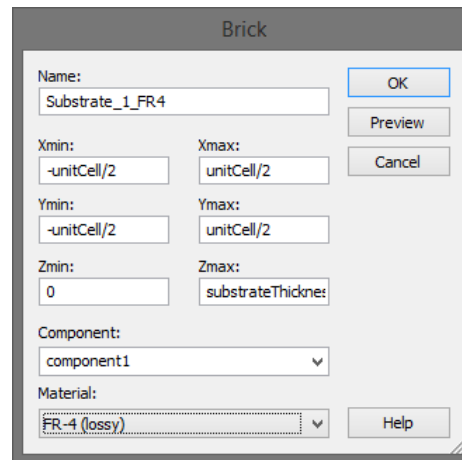 Brick
Name:
Substrate_1_FR4
OK
Preview
Cancel
Xmin:
Xmax:
-unitCell/2
unitCell/2
Ymin:
Ymax:
-unitCell/2
unitCell/2
Zmin:
Zmax:
0
substrateThicknes
Component:
component1
Material:
FR-4 (lossy)
Help